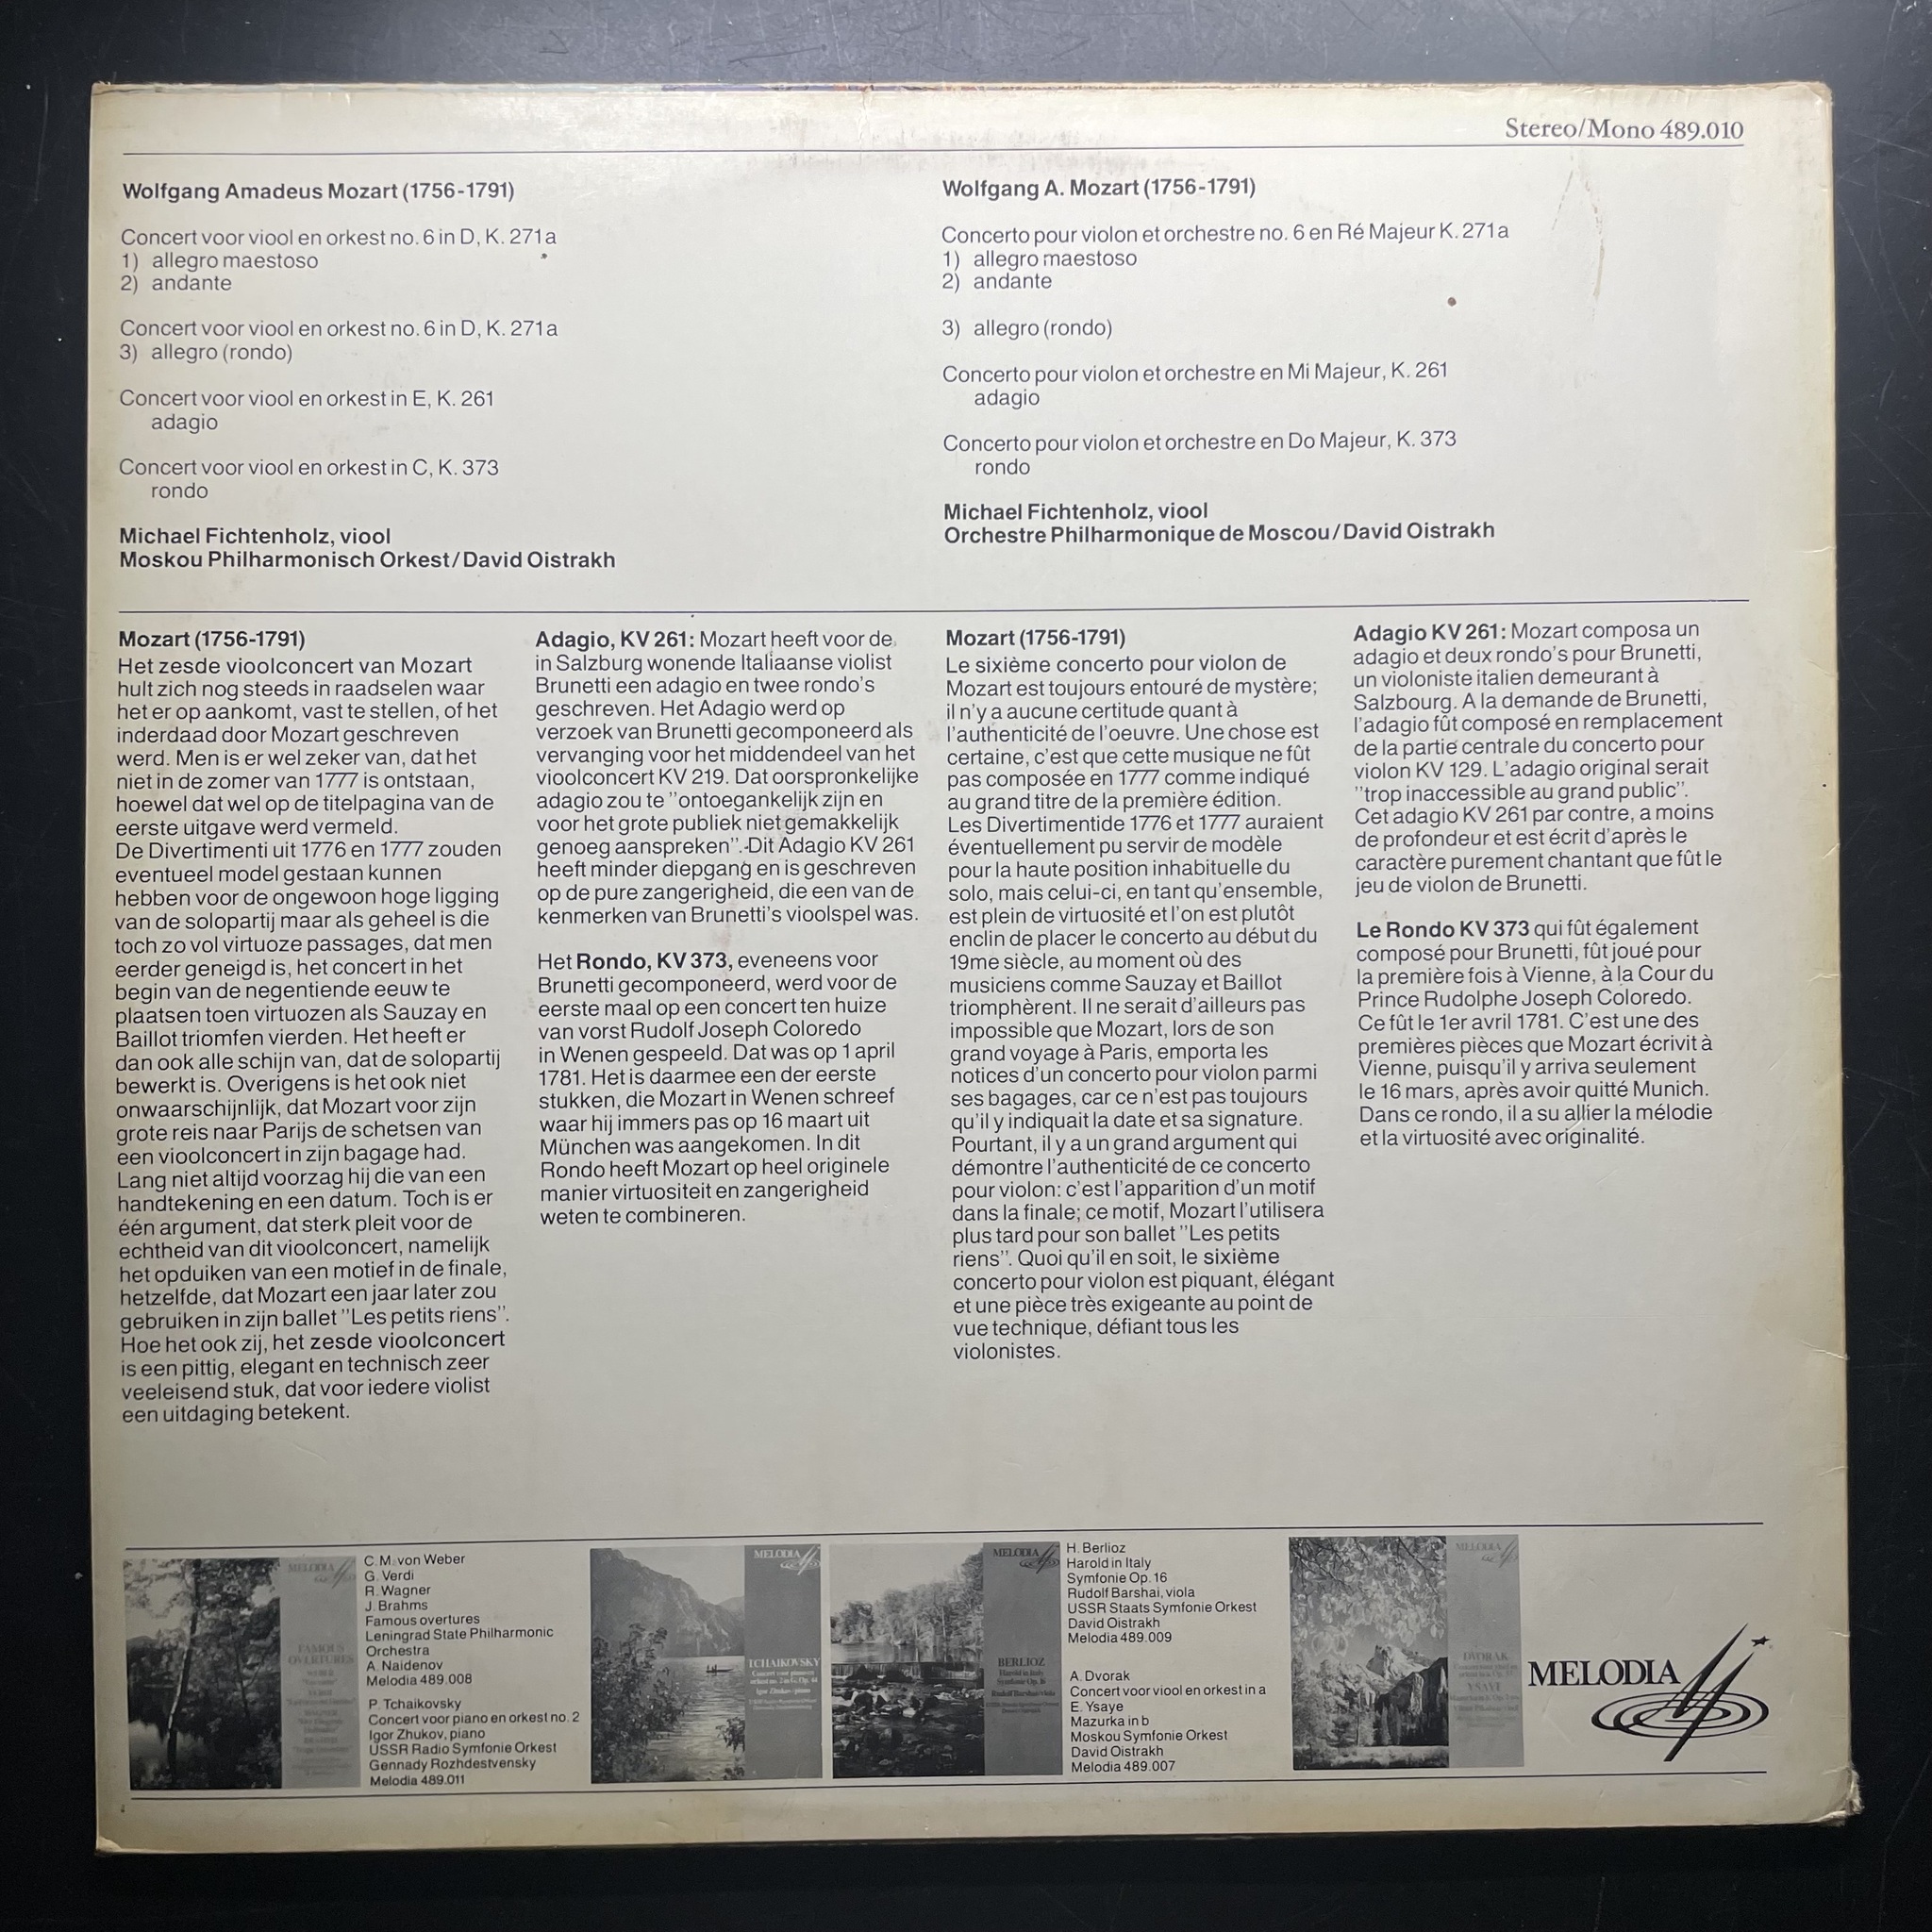 Stereo/Mono 489.010
Wolfgang Amadeus Mozart (1756-1791)
Concert voor viool en orkest no. 6 in D, K. 271a
1) allegro maestoso
2) andante
Concert voor viool en orkest no. 6 in D, K. 271a
3) allegro (rondo)
Concert voor viool en orkest in E, K. 261
adagio
Concert voor viool en orkest in C, K. 373
rondo
Michael Fichtenholz, viool
Moskou Philharmonisch Orkest/David Oistrakh
Wolfgang A. Mozart (1756-1791)
Concerto pour violon et orchestre no. 6 en Ré Majeur K. 271a
1) allegro maestoso
2) andante
3) allegro (rondo)
Concerto pour violon et orchestre en Mi Majeur, K. 261
adagio
Concerto pour violon et orchestre en Do Majeur, K. 373
rondo
Michael Fichtenholz, viool
Orchestre Philharmonique de Moscou/David Oistrakh
Mozart (1756-1791)
Het zesde vioolconcert van Mozart
hult zich nog steeds in raadselen waar
het er op aankomt, vast te stellen, of het
inderdaad door Mozart geschreven
werd. Men is er wel zeker van, dat het
niet in de zomer van 1777 is ontstaan,
hoewel dat wel op de titelpagina van de
eerste uitgave werd vermeld.
De Divertimenti uit 1776 en 1777 zouden
eventueel model gestaan kunnen
hebben voor de ongewoon hoge ligging
van de solopartij maar als geheel is die
toch zo vol virtuoze passages, dat men
eerder geneigd is, het concert in het
begin van de negentiende eeuw te
plaatsen toen virtuozen als Sauzay en
Baillot triomfen vierden. Het heeft er
dan ook alle schijn van, dat de solopartij
bewerkt is. Overigens is het ook niet
onwaarschijnlijk, dat Mozart voor zijn
grote reis naar Parijs de schetsen van
een vioolconcert in zijn bagage had.
Lang niet altijd voorzag hij die van een
handtekening en een datum. Toch is er
één argument, dat sterk pleit voor de
echtheid van dit vioolconcert, namelijk
het opduiken van een motief in de finale,
hetzelfde, dat Mozart een jaar later zou
gebruiken in zijn ballet "Les petits riens".
Hoe het ook zij, het zesde vioolconcert
is een pittig, elegant en technisch zeer
veeleisend stuk, dat voor iedere violist
een uitdaging betekent.
Adagio, KV 261: Mozart heeft voor de
in Salzburg wonende Italiaanse violist
Brunetti een adagio en twee rondo's
geschreven. Het Adagio werd op
verzoek van Brunetti gecomponeerd als
vervanging voor het middendeel van het
vioolconcert KV 219. Dat oorspronkelijke
adagio zou te "ontoegankelijk zijn en
voor het grote publiek niet gemakkelijk
genoeg aanspreken".-Dit Adagio KV 261
heeft minder diepgang en is geschreven
op de pure zangerigheid, die een van de
kenmerken van Brunetti's vioolspel was.
Het Rondo, KV 373, eveneens voor
Brunetti gecomponeerd, werd voor de
eerste maal op een concert ten huize
van vorst Rudolf Joseph Coloredo
in Wenen gespeeld. Dat was op 1 april
1781. Het is daarmee een der eerste
stukken, die Mozart in Wenen schreef
waar hij immers pas op 16 maart uit
München was aangekomen. In dit
Rondo heeft Mozart op heel originele
manier virtuositeit en zangerigheid
weten te combineren.
Mozart (1756-1791)
Le sixième concerto pour violon de
Mozart est toujours entouré de mystère;
il n'y a aucune certitude quant à
l'authenticité de l'oeuvre. Une chose est
certaine, c'est que cette musique ne fût
pas composée en 1777 comme indiqué
au grand titre de la première édition.
Les Divertimentide 1776 et 1777 auraient
éventuellement pu servir de modèle
pour la haute position inhabituelle du
solo, mais celui-ci, en tant qu'ensemble,
est plein de virtuosité et l'on est plutôt
enclin de placer le concerto au début du
19me siècle, au moment où des
musiciens comme Sauzay et Baillot
triomphèrent. Il ne serait d'ailleurs pas
impossible que Mozart, lors de son
grand voyage à Paris, emporta les
notices d'un concerto pour violon parmi
ses bagages, car ce n'est pas toujours
qu'il y indiquait la date et sa signature.
Pourtant, il y a un grand argument qui
démontre l'authenticité de ce concerto
pour violon: c'est l'apparition d'un motif
dans la finale; ce motif, Mozart l'utilisera
plus tard pour son ballet "Les petits
riens". Quoi qu'il en soit, le sixième
concerto pour violon est piquant, élégant
et une pièce très exigeante au point de
vue technique, défiant tous les
violonistes.
Adagio KV 261: Mozart composa un
adagio et deux rondo's pour Brunetti,
un violoniste italien demeurant à
Salzbourg. A la demande de Brunetti,
l'adagio fût composé en remplacement
de la partie centrale du concerto pour
violon KV 129. L'adagio original serait
"trop inaccessible au grand public".
Cet adagio KV 261 par contre, a moins
de profondeur et est écrit d'après le
caractère purement chantant que fût le
jeu de violon de Brunetti.
Le Rondo KV 373 qui fût également
composé pour Brunetti, fût joué pour
la première fois à Vienne, à la Cour du
Prince Rudolphe Joseph Coloredo.
Ce fût le 1er avril 1781. C'est une des
premières pièces que Mozart écrivit à
Vienne, puisqu'il y arriva seulement
le 16 mars, après avoir quitté Munich.
Dans ce rondo, il a su allier la mélodie
et la virtuosité avec originalité.
MELODIA
FAMOUS
OVERTURES
C. M. von Weber
G. Verdi
R. Wagner
J. Brahms
Famous overtures
Leningrad State Philharmonic
Orchestra
A. Naidenov
Melodia 489.008
P. Tchaikovsky
Concert voor piano en orkest no. 2
Igor Zhukov, piano
USSR Radio Symfonie Orkest
Gennady Rozhdestvensky
Melodia 489.011
MELODIA
TCHAIKOVSKY
MELODIA
BERLIOZ
H. Berlioz
Harold in Italy
Symfonie Op. 16
Rudolf Barshai, viola
USSR Staats Symfonie Orkest
David Oistrakh
Melodia 489.009
A. Dvorak
Concert voor viool en orkest in a
E. Ysaye
Mazurka in b
Moskou Symfonie Orkest
David Oistrakh
Melodia 489.007
MELODIA
DVORAK
YSAYE
MELODIA